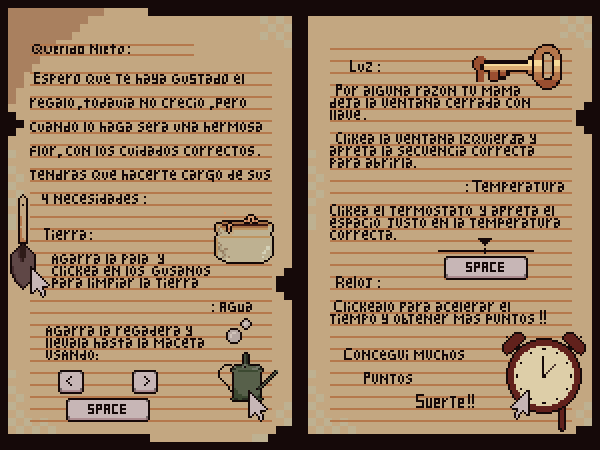 Querido Nieto:
Espero que te haya gustado el
regalo, todavia no crecio, pero
cuando lo haga sera una hermosa
flor, con los cuidados correctos.
tendras que hacerte cargo de sus
4 necesidades:
Tierra:
Agarra la pala y
clickea en los gusanos
para limpiar la tierra
:Agua
Agarra la regadera y
llevala hasta la maceta
usando:
< >
SPACE
Luz:
Por alguna razon tu mama
deja la ventana cerrada con
llave.
Clikea la ventana izquierda y
apreta la secuencia correcta
para abrirla.
:Temperatura
Clikea el termostato y apreta el
espacio justo en la temperatura
correcta.
SPACE
Reloj:
Clickealo para acelerar el
tiempo y obtener mas puntos!!
Consegui muchos
puntos
Suerte!!